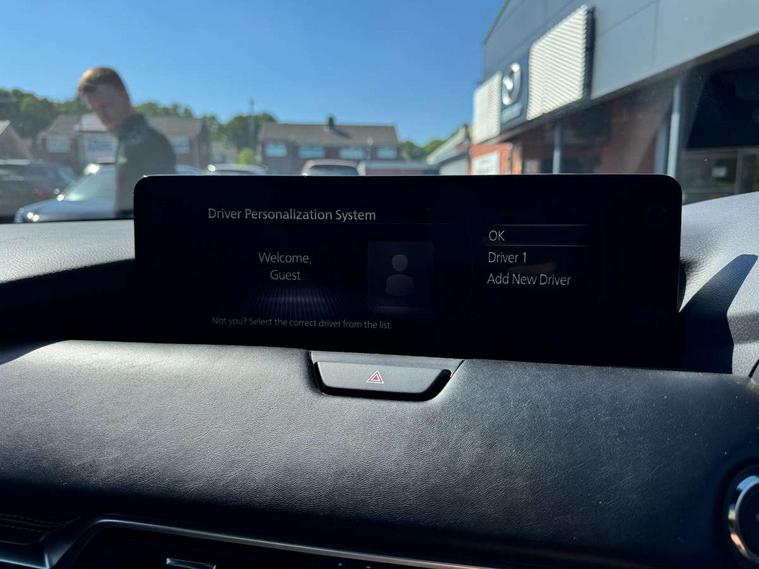 Driver Personalization System
Welcome,
Guest
Not you? Select the correct driver from the list.
OK
Driver 1
Add New Driver